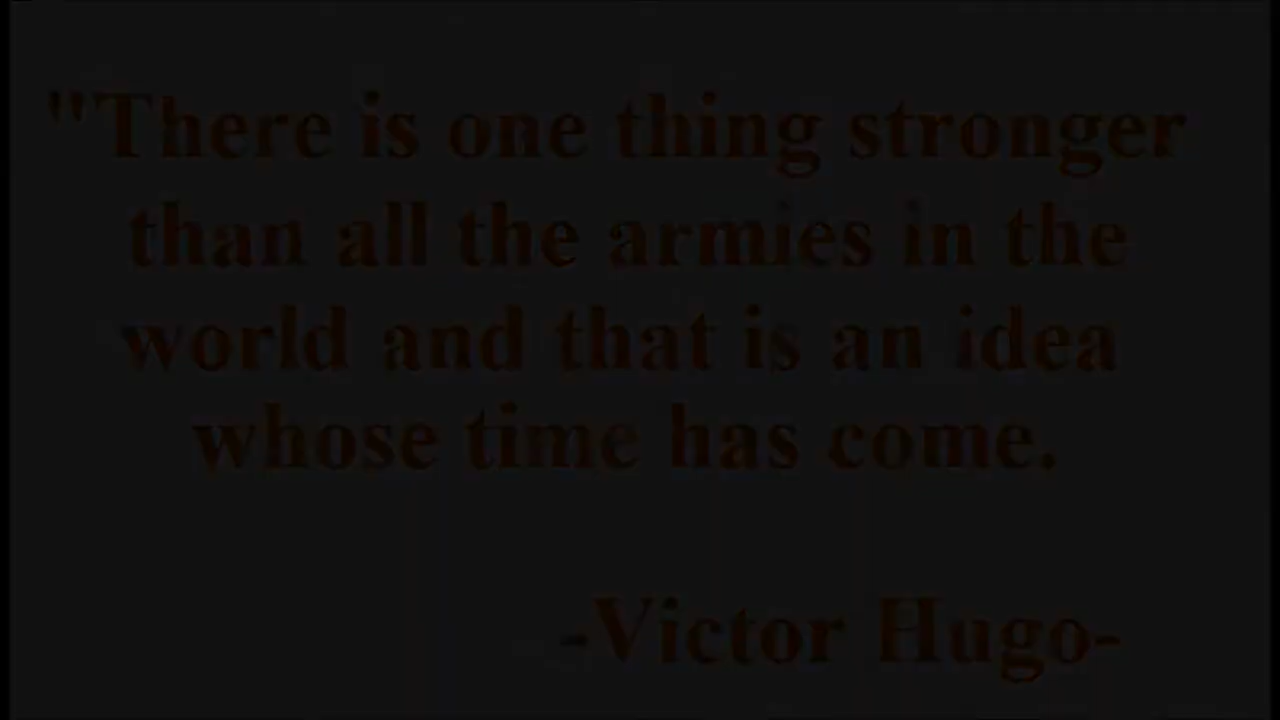 "There is one thing stronger
than all the armies in the
world and that is an idea
whose time has come.
-Victor Hugo-